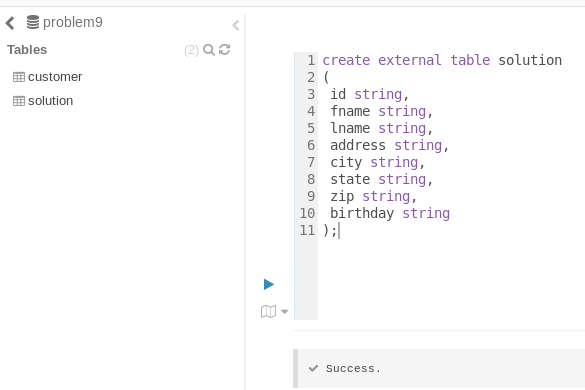 problem9
Tables (2)
customer
solution
1 create external table solution
2 (
3 id string,
4 fname string,
5 lname string,
6 address string,
7 city string,
8 state string,
9 zip string,
10 birthday string
11 );
Success.